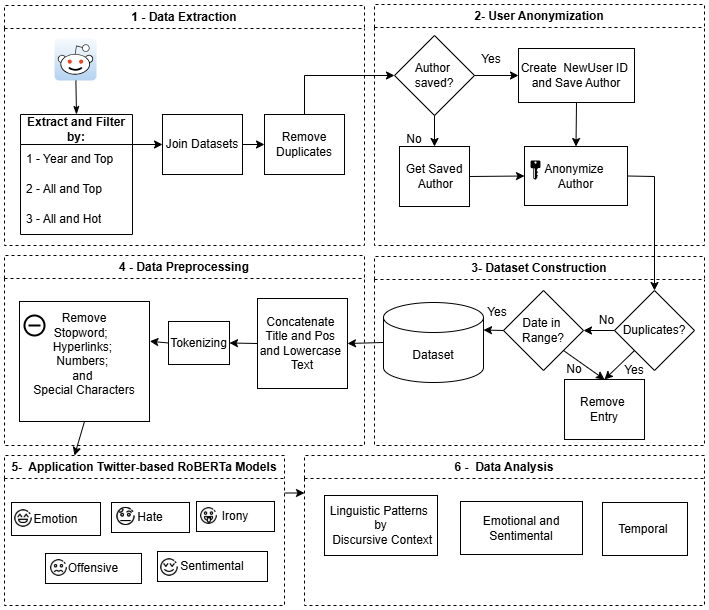 1 - Data Extraction
Extract and Filter
by:
1 - Year and Top
2 - All and Top
3 - All and Hot
Join Datasets
Remove
Duplicates
2- User Anonymization
Author
saved?
Yes
No
Create NewUser ID
and Save Author
Get Saved
Author
Anonymize
Author
3- Dataset Construction
Duplicates?
No
Yes
Date in
Range?
Yes
No
Remove
Entry
Dataset
4 - Data Preprocessing
Concatenate
Title and Pos
and Lowercase
Text
Tokenizing
Remove
Stopword;
Hyperlinks;
Numbers;
and
Special Characters
5- Application Twitter-based RoBERTa Models
Emotion
Hate
Irony
Offensive
Sentimental
6 - Data Analysis
Linguistic Patterns
by
Discursive Context
Emotional and
Sentimental
Temporal